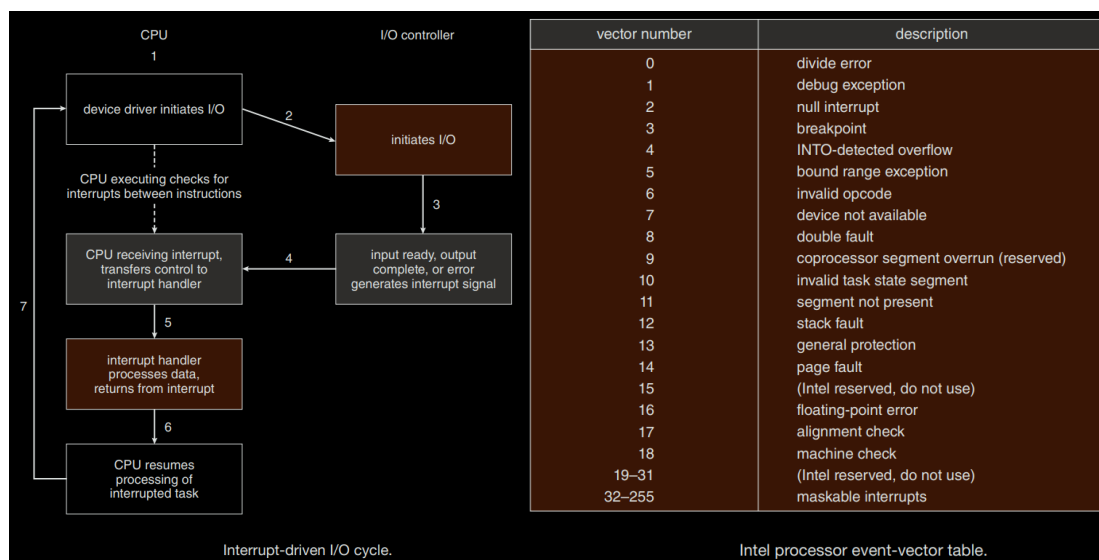 CPU
I/O controller
1
device driver initiates I/O
2
initiates I/O
CPU executing checks for
interrupts between instructions
3
CPU receiving interrupt,
transfers control to
interrupt handler
4
input ready, output
complete, or error
generates interrupt signal
7
5
interrupt handler
processes data,
returns from interrupt
6
CPU resumes
processing of
interrupted task
Interrupt-driven I/O cycle.
vector number description
0 divide error
1 debug exception
2 null interrupt
3 breakpoint
4 INTO-detected overflow
5 bound range exception
6 invalid opcode
7 device not available
8 double fault
9 coprocessor segment overrun (reserved)
10 invalid task state segment
11 segment not present
12 stack fault
13 general protection
14 page fault
15 (Intel reserved, do not use)
16 floating-point error
17 alignment check
18 machine check
19–31 (Intel reserved, do not use)
32–255 maskable interrupts
Intel processor event-vector table.